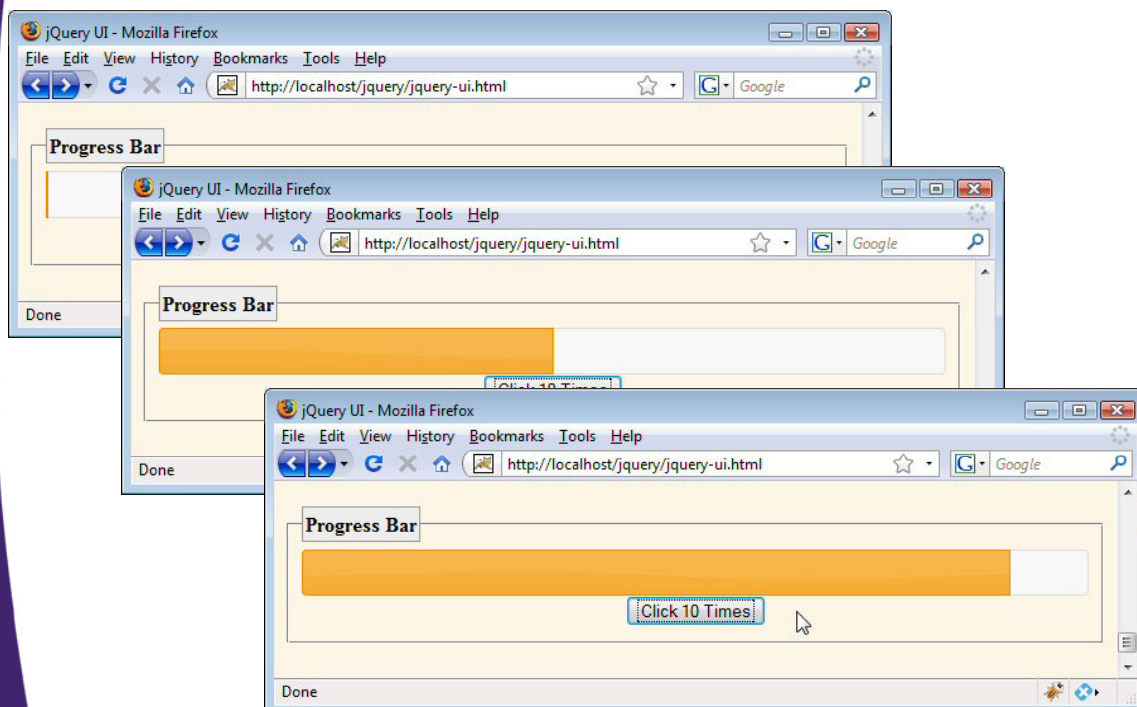 jQuery UI - Mozilla Firefox
File Edit View History Bookmarks Tools Help
http://localhost/jquery/jquery-ui.html
G Google
Progress Bar
Done
jQuery UI - Mozilla Firefox
File Edit View History Bookmarks Tools Help
http://localhost/jquery/jquery-ui.html
G Google
Progress Bar
Click 10 Times
Done
jQuery UI - Mozilla Firefox
File Edit View History Bookmarks Tools Help
http://localhost/jquery/jquery-ui.html
G Google
Progress Bar
Click 10 Times
Done